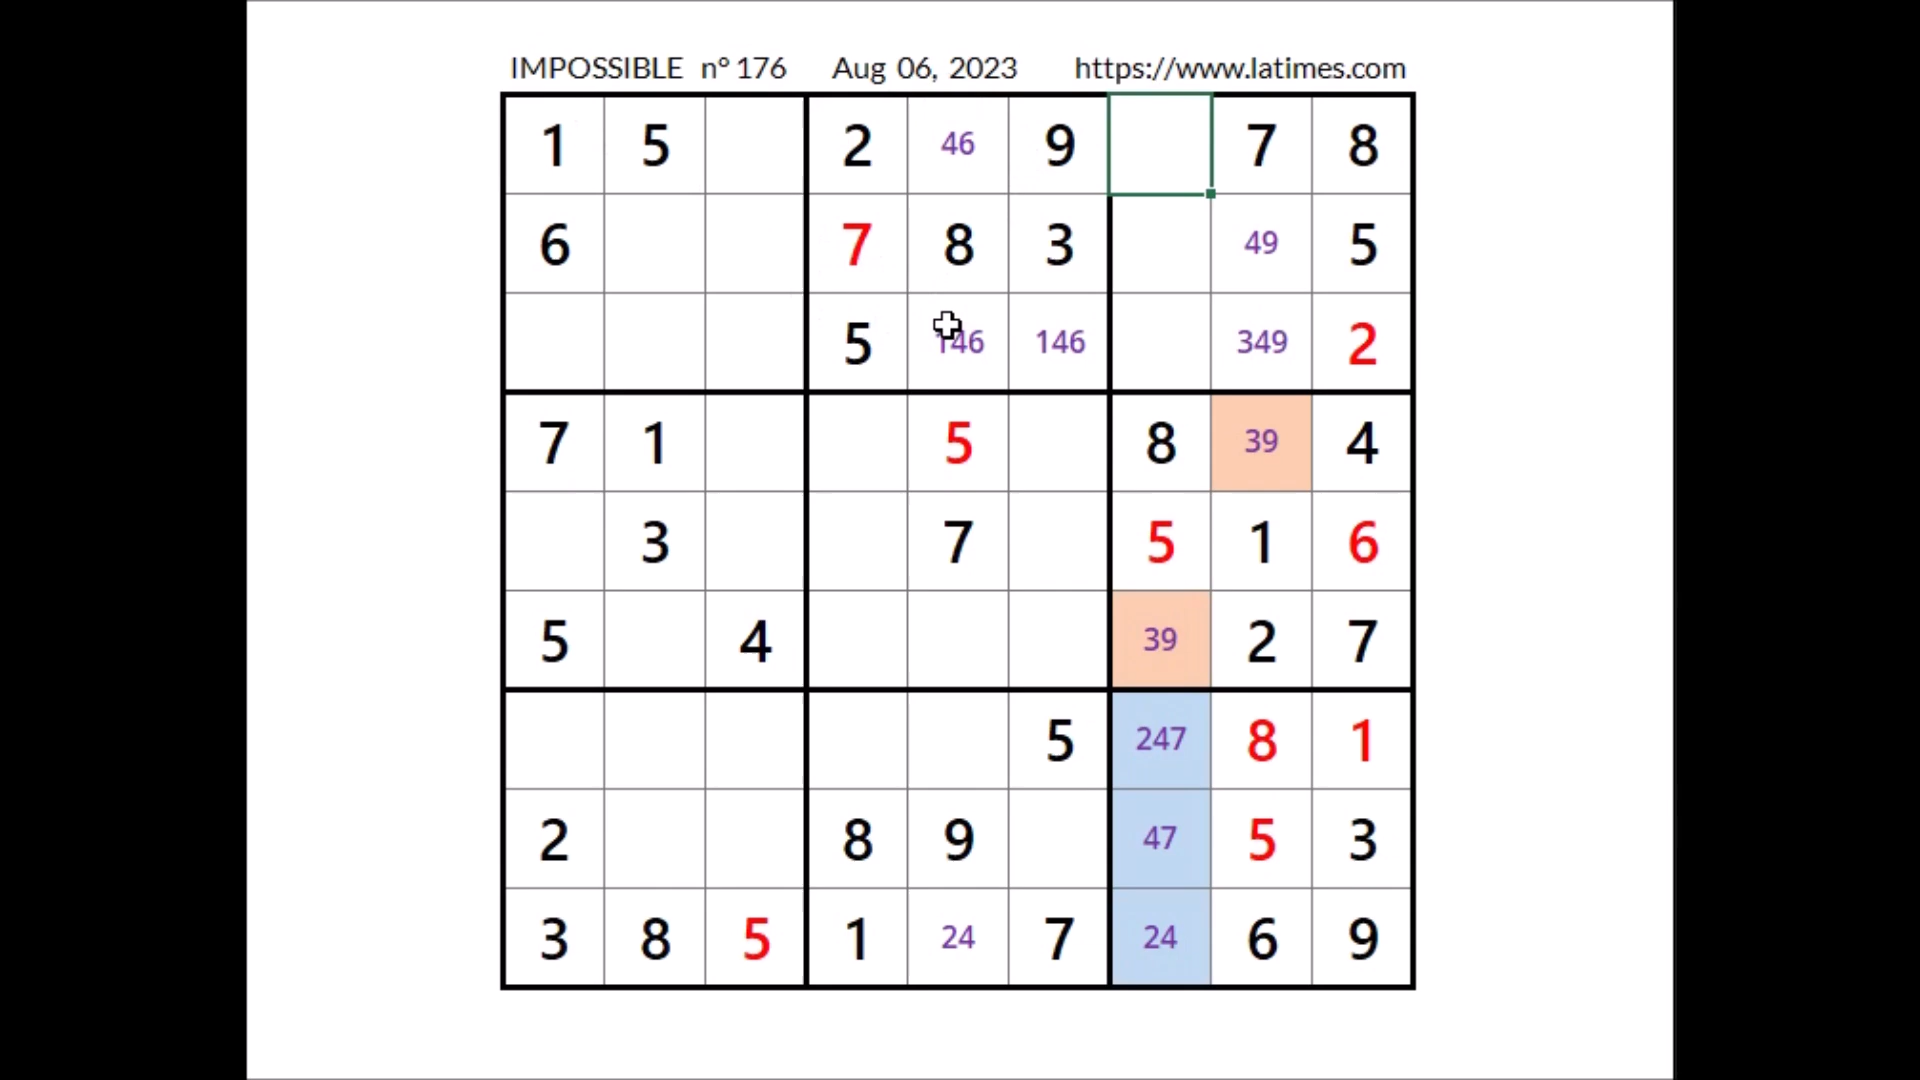 IMPOSSIBLE n° 176 Aug 06, 2023 https://www.latimes.com
1 5 2 46 9 7 8
6 7 8 3 49 5
5 146 146 349 2
7 1 5 8 39 4
3 7 5 1 6
5 4 39 2 7
5 247 8 1
2 8 9 47 5 3
3 8 5 1 24 7 24 6 9